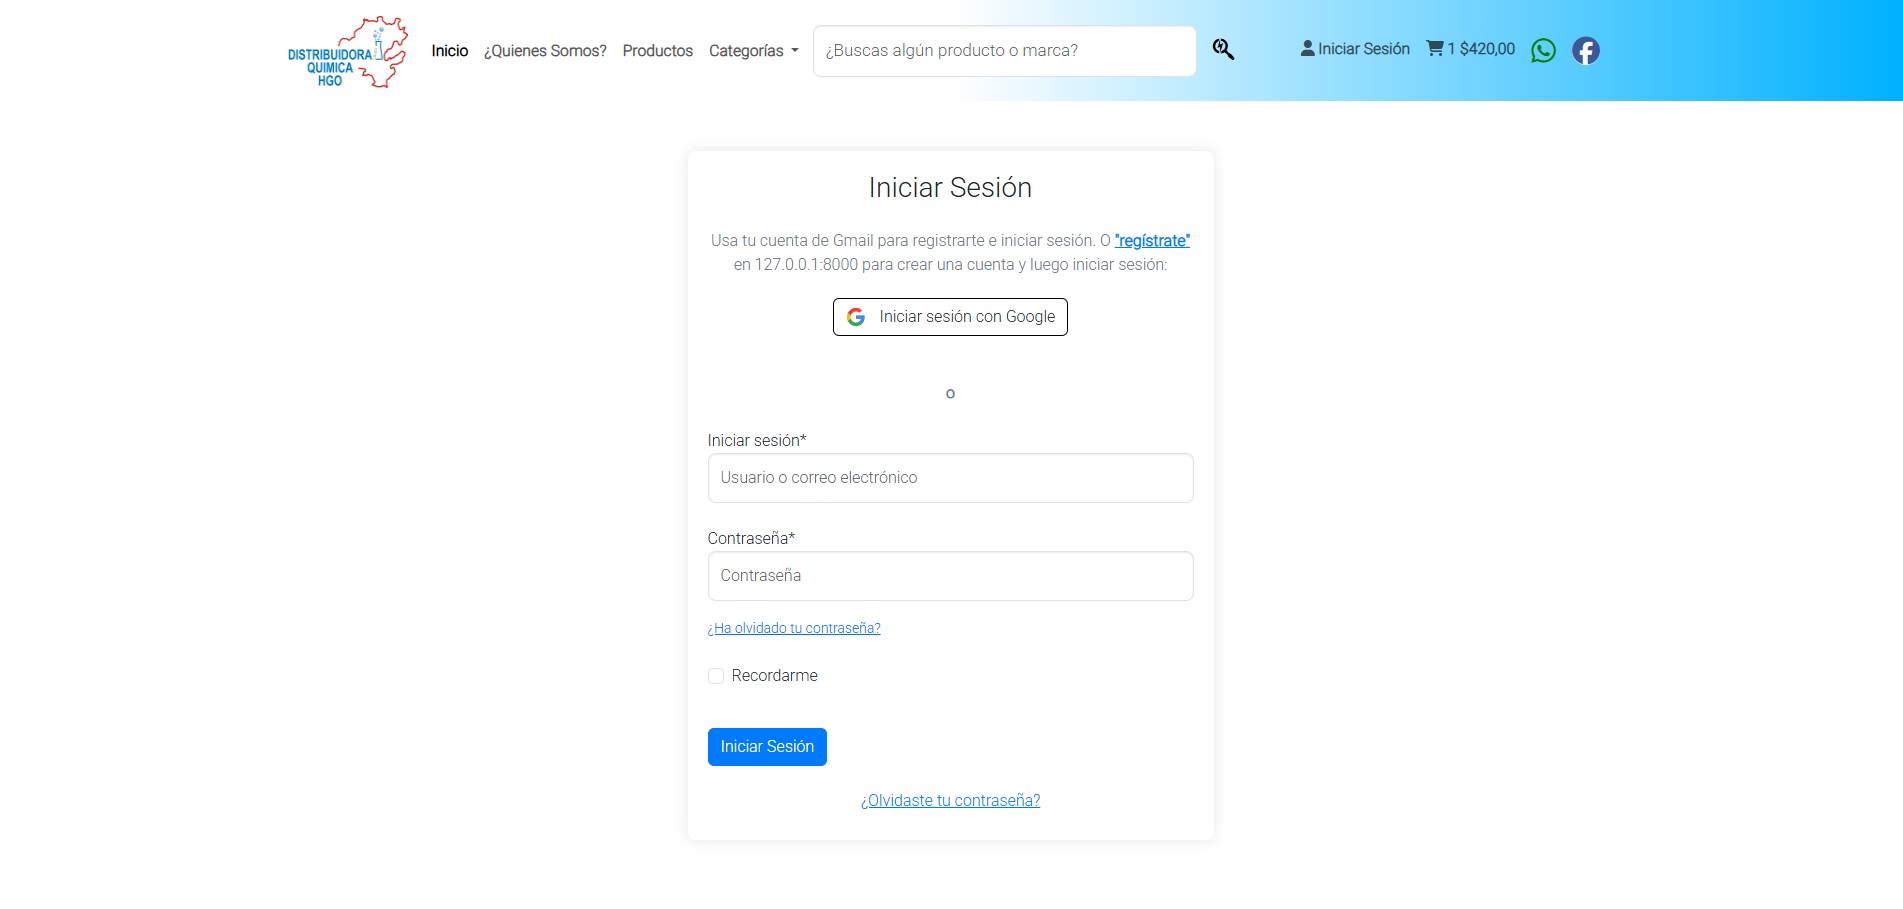 DISTRIBUIDORA
QUIMICA
HGO
Inicio ¿Quienes Somos? Productos Categorías ¿Buscas algún producto o marca? Iniciar Sesión 1 $420,00
Iniciar Sesión
Usa tu cuenta de Gmail para registrarte e iniciar sesión. O "regístrate"
en 127.0.0.1:8000 para crear una cuenta y luego iniciar sesión:
Iniciar sesión con Google
o
Iniciar sesión*
Usuario o correo electrónico
Contraseña*
Contraseña
¿Ha olvidado tu contraseña?
Recordarme
Iniciar Sesión
¿Olvidaste tu contraseña?